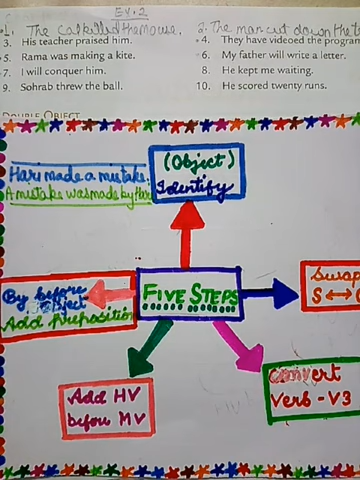 Ex. 2
1. The cat killed the mouse.
2. The man cut down the t
3. His teacher praised him.
4. They have videoed the program
5. Rama was making a kite.
6. My father will write a letter.
7. I will conquer him.
8. He kept me waiting.
9. Sohrab threw the ball.
10. He scored twenty runs.
DOUBLE OBJECT
(Object)
Identify
Hari made a mistake.
A mistake was made by Hari
FIVE STEPS
Swap
S ↔
By before
object
Add preposition
Convert
Verb - V3
Add HV
before MV